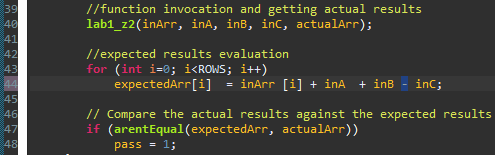 39 //function invocation and getting actual results
40 lab1_z2(inArr, inA, inB, inC, actualArr);
41
42 //expected results evaluation
43 for (int i=0; i<ROWS; i++)
44 expectedArr[i]  = inArr [i] + inA  + inB - inC;
45
46 // Compare the actual results against the expected results
47 if (arentEqual(expectedArr, actualArr))
48 pass = 1;